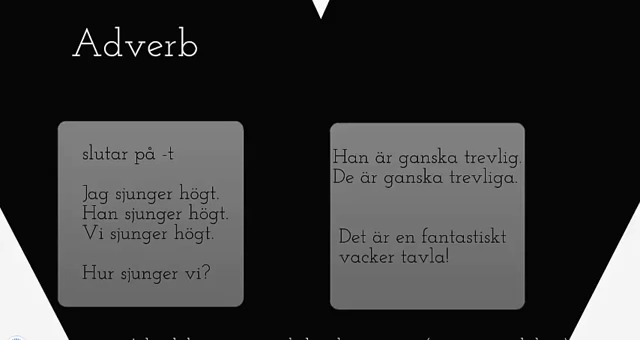 Adverb
slutar på -t
Jag sjunger högt.
Han sjunger högt.
Vi sjunger högt.
Hur sjunger vi?
Han är ganska trevlig.
De är ganska trevliga.
Det är en fantastiskt
vacker tavla!